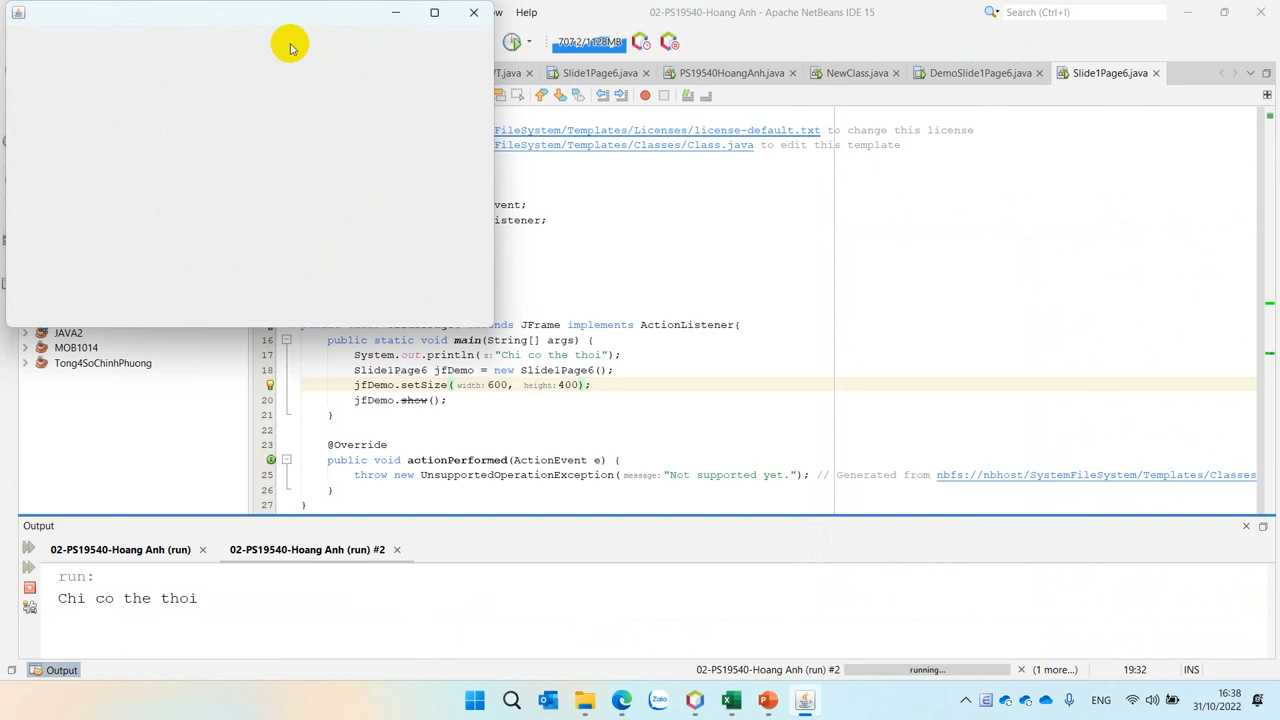 ow Help 02-PS19540-Hoang Anh - Apache NetBeans IDE 15 Search (Ctrl+I)
707.2/1128MB
T.java Slide1Page6.java PS19540HoangAnh.java NewClass.java DemoSlide1Page6.java Slide1Page6.java
FileSystem/Templates/Licenses/license-default.txt to change this license
FileSystem/Templates/Classes/Class.java to edit this template
vent;
istener;
JFrame implements ActionListener{
JAVA2
MOB1014
Tong4SoChinhPhuong
16 public static void main(String[] args) {
17 System.out.println(x:"Chi co the thoi");
18 Slide1Page6 jfDemo = new Slide1Page6();
jfDemo.setSize(width:600, height:400);
20 jfDemo.show();
21 }
22
23 @Override
public void actionPerformed(ActionEvent e) {
25 throw new UnsupportedOperationException(message:"Not supported yet."); // Generated from nbfs://nbhost/SystemFileSystem/Templates/Classes
26 }
27 }
Output
02-PS19540-Hoang Anh (run) 02-PS19540-Hoang Anh (run) #2
run:
Chi co the thoi
Output 02-PS19540-Hoang Anh (run) #2 running... (1 more...) 19:32 INS
Zalo ENG 16:38
31/10/2022